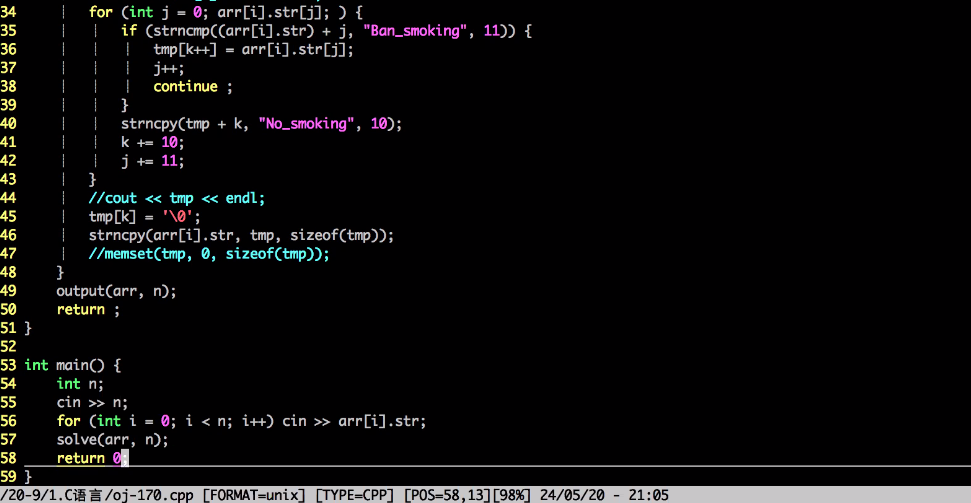 34 for (int j = 0; arr[i].str[j]; ) {
35 if (strncmp((arr[i].str) + j, "Ban_smoking", 11)) {
36 tmp[k++] = arr[i].str[j];
37 j++;
38 continue ;
39 }
40 strncpy(tmp + k, "No_smoking", 10);
41 k += 10;
42 j += 11;
43 }
44 //cout << tmp << endl;
45 tmp[k] = '\0';
46 strncpy(arr[i].str, tmp, sizeof(tmp));
47 //memset(tmp, 0, sizeof(tmp));
48 }
49 output(arr, n);
50 return ;
51 }
52
53 int main() {
54 int n;
55 cin >> n;
56 for (int i = 0; i < n; i++) cin >> arr[i].str;
57 solve(arr, n);
58 return 0;
59 }
/20-9/1.C语言/oj-170.cpp [FORMAT=unix] [TYPE=CPP] [POS=58,13][98%] 24/05/20 - 21:05